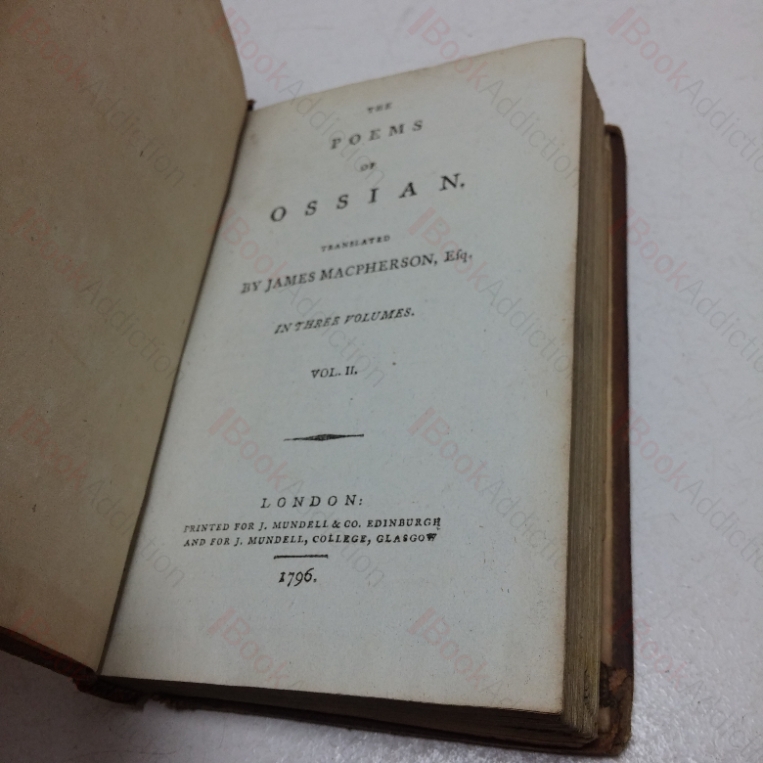 THE
POEMS
OF
OSSIAN.
TRANSLATED
BY JAMES MACPHERSON, Eſq.
IN THREE VOLUMES.
VOL. II.
LONDON:
PRINTED FOR J. MUNDELL & CO. EDINBURGH
AND FOR J. MUNDELL, COLLEGE, GLASGOW
1796.
BookAddiction